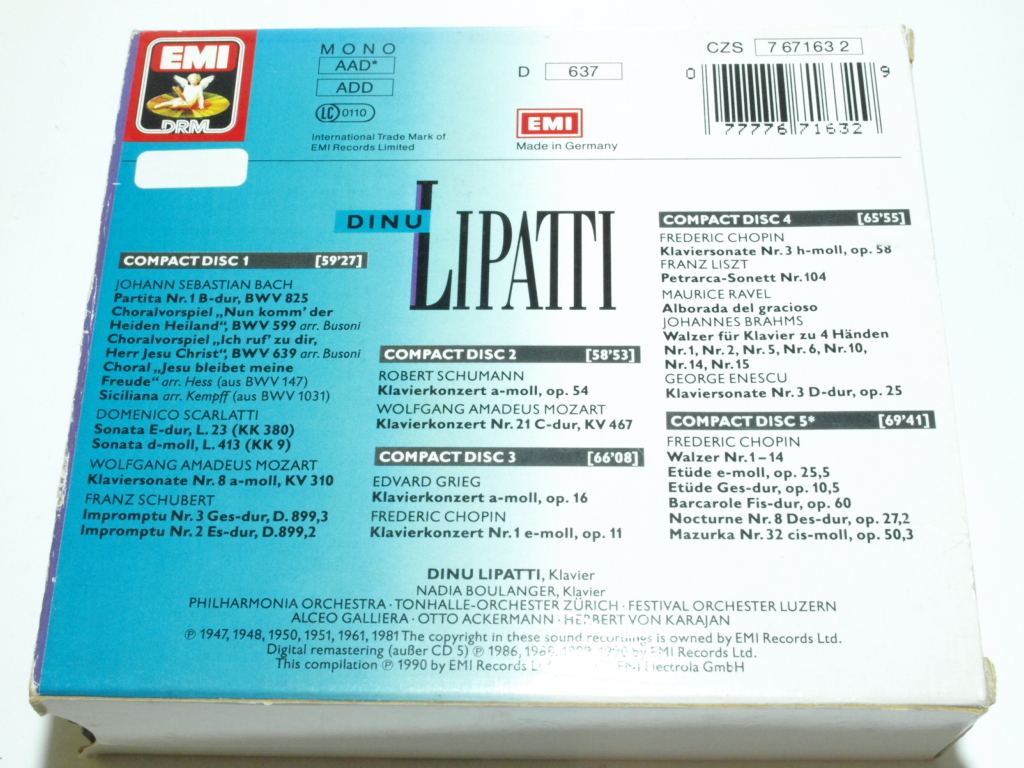 EMI
DRM
MONO
AAD*
ADD
LC 0110
International Trade Mark of
EMI Records Limited
D 637
EMI
Made in Germany
CZS 7 67163 2
0 77776 71632 9
DINU LIPATTI
COMPACT DISC 1 [59'27]
JOHANN SEBASTIAN BACH
Partita Nr. 1 B-dur, BWV 825
Choralvorspiel „Nun komm' der
Heiden Heiland“, BWV 599 arr. Busoni
Choralvorspiel „Ich ruf' zu dir,
Herr Jesu Christ“, BWV 639 arr. Busoni
Choral „Jesu bleibet meine
Freude“ arr. Hess (aus BWV 147)
Siciliana arr. Kempff (aus BWV 1031)
DOMENICO SCARLATTI
Sonata E-dur, L. 23 (KK 380)
Sonata d-moll, L. 413 (KK 9)
WOLFGANG AMADEUS MOZART
Klaviersonate Nr. 8 a-moll, KV 310
FRANZ SCHUBERT
Impromptu Nr. 3 Ges-dur, D. 899,3
Impromptu Nr. 2 Es-dur, D.899,2
COMPACT DISC 2 [58'53]
ROBERT SCHUMANN
Klavierkonzert a-moll, op. 54
WOLFGANG AMADEUS MOZART
Klavierkonzert Nr. 21 C-dur, KV 467
COMPACT DISC 3 [66'08]
EDVARD GRIEG
Klavierkonzert a-moll, op. 16
FREDERIC CHOPIN
Klavierkonzert Nr. 1 e-moll, op. 11
COMPACT DISC 4 [65'55]
FREDERIC CHOPIN
Klaviersonate Nr. 3 h-moll, op. 58
FRANZ LISZT
Petrarca-Sonett Nr. 104
MAURICE RAVEL
Alborada del gracioso
JOHANNES BRAHMS
Walzer für Klavier zu 4 Händen
Nr. 1, Nr. 2, Nr. 5, Nr. 6, Nr. 10,
Nr. 14, Nr. 15
GEORGE ENESCU
Klaviersonate Nr. 3 D-dur, op. 25
COMPACT DISC 5* [69'41]
FREDERIC CHOPIN
Walzer Nr. 1–14
Etüde e-moll, op. 25,5
Etüde Ges-dur, op. 10,5
Barcarole Fis-dur, op. 60
Nocturne Nr. 8 Des-dur, op. 27,2
Mazurka Nr. 32 cis-moll, op. 50,3
DINU LIPATTI, Klavier
NADIA BOULANGER, Klavier
PHILHARMONIA ORCHESTRA · TONHALLE-ORCHESTER ZÜRICH · FESTIVAL ORCHESTER LUZERN
ALCEO GALLIERA · OTTO ACKERMANN · HERBERT VON KARAJAN
℗ 1947, 1948, 1950, 1951, 1961, 1981 The copyright in these sound recordings is owned by EMI Records Ltd.
Digital remastering (außer CD 5) ℗ 1986, by EMI Records Ltd.
This compilation ℗ 1990 by EMI Records EMI Electrola GmbH